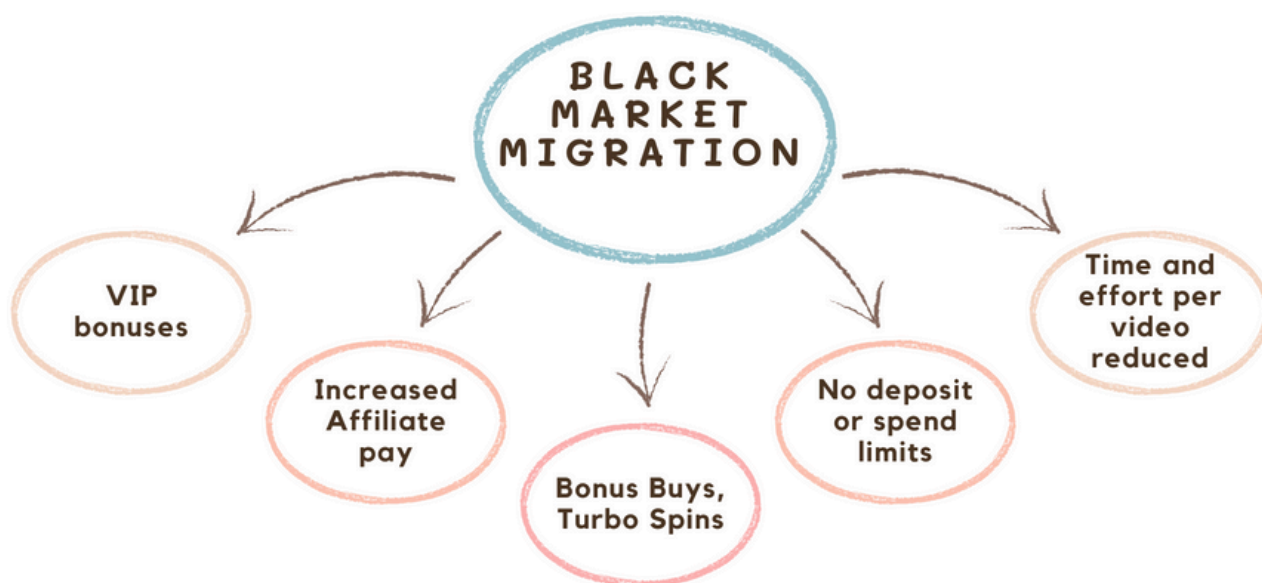 BLACK
MARKET
MIGRATION
VIP
bonuses
Increased
Affiliate
pay
Bonus Buys,
Turbo Spins
No deposit
or spend
limits
Time and
effort per
video
reduced